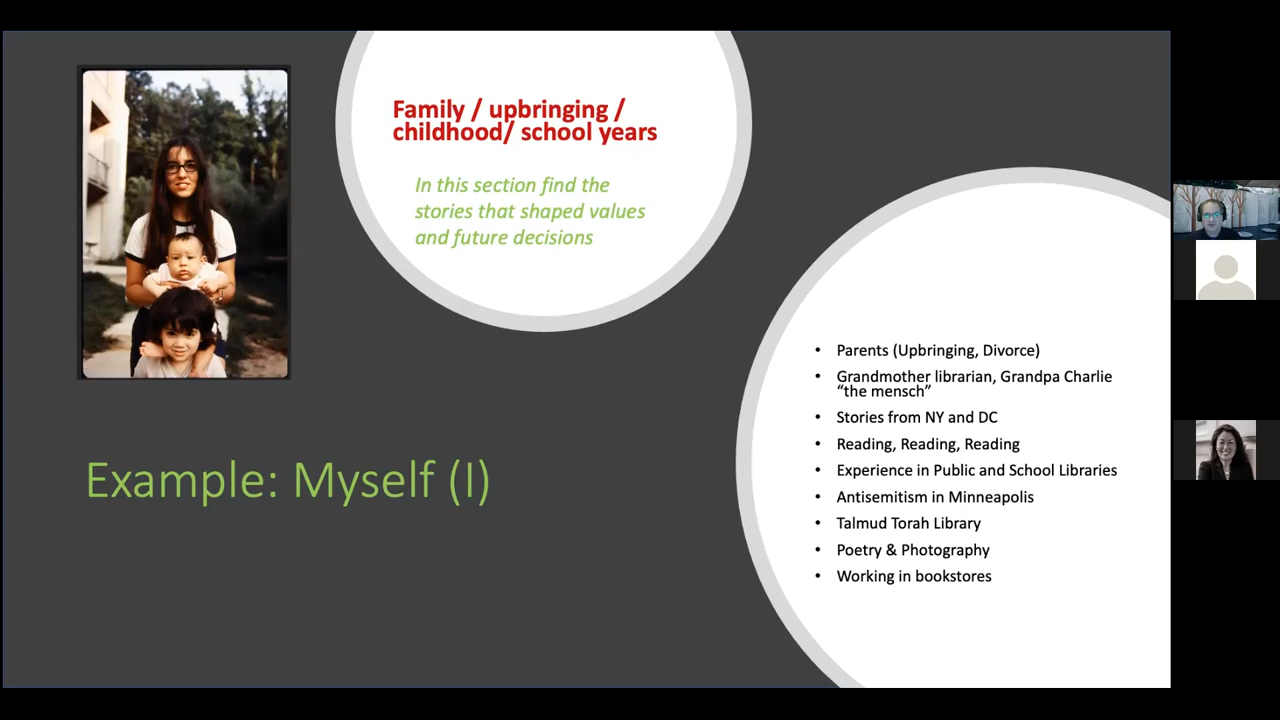 Family / upbringing /
childhood/ school years
In this section find the
stories that shaped values
and future decisions
Example: Myself (I)
• Parents (Upbringing, Divorce)
• Grandmother librarian, Grandpa Charlie
"the mensch"
• Stories from NY and DC
• Reading, Reading, Reading
• Experience in Public and School Libraries
• Antisemitism in Minneapolis
• Talmud Torah Library
• Poetry & Photography
• Working in bookstores